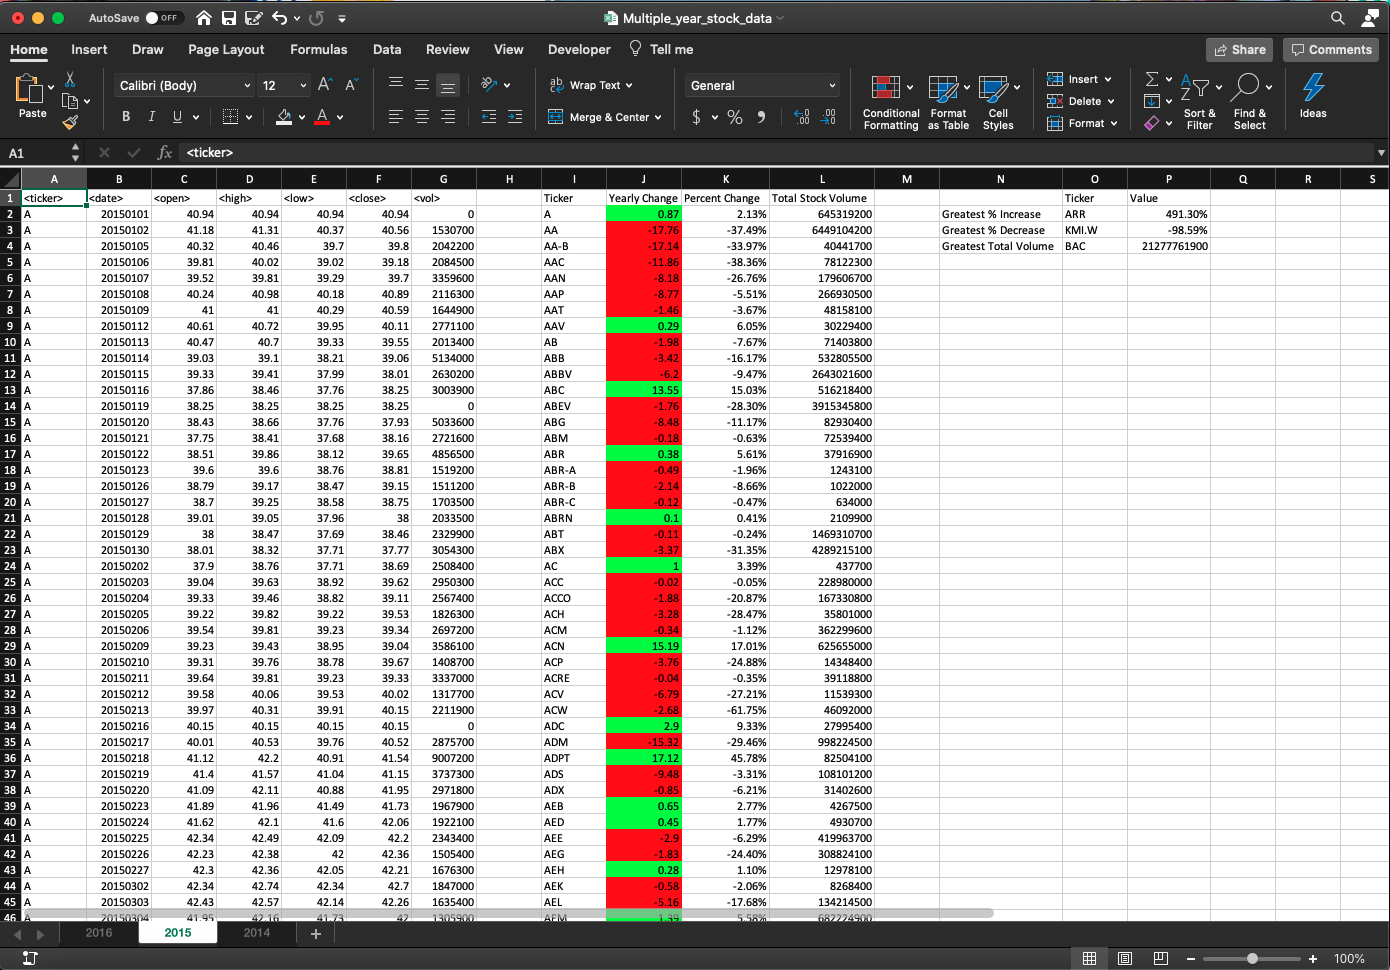 AutoSave OFF Multiple_year_stock_data
Home Insert Draw Page Layout Formulas Data Review View Developer Tell me Share Comments
Paste Calibri (Body) 12 A A Wrap Text General Conditional Formatting Format as Table Cell Styles Insert Sort & Filter Find & Select Ideas
B I U A Merge & Center $ % Delete
Format
A1 fx <ticker>
A B C D E F G H I J K L M N O P Q R S
1 <ticker> <date> <open> <high> <low> <close> <vol> Ticker Yearly Change Percent Change Total Stock Volume Ticker Value
2 A 20150101 40.94 40.94 40.94 40.94 0 A 0.87 2.13% 645319200 Greatest % Increase ARR 491.30%
3 A 20150102 41.18 41.31 40.37 40.56 1530700 AA -17.76 -37.49% 6449104200 Greatest % Decrease KMI.W -98.59%
4 A 20150105 40.32 40.46 39.7 39.8 2042200 AA-B -17.14 -33.97% 40441700 Greatest Total Volume BAC 21277761900
5 A 20150106 39.81 40.02 39.02 39.18 2084500 AAC -11.86 -38.36% 78122300
6 A 20150107 39.52 39.81 39.29 39.7 3359600 AAN -8.18 -26.76% 179606700
7 A 20150108 40.24 40.98 40.18 40.89 2116300 AAP -8.77 -5.51% 266930500
8 A 20150109 41 41 40.29 40.59 1644900 AAT -1.46 -3.67% 48158100
9 A 20150112 40.61 40.72 39.95 40.11 2771100 AAV 0.29 6.05% 30229400
10 A 20150113 40.47 40.7 39.33 39.55 2013400 AB -1.98 -7.67% 71403800
11 A 20150114 39.03 39.1 38.21 39.06 5134000 ABB -3.42 -16.17% 532805500
12 A 20150115 39.33 39.41 37.99 38.01 2630200 ABBV -6.2 -9.47% 2643021600
13 A 20150116 37.86 38.46 37.76 38.25 3003900 ABC 13.55 15.03% 516218400
14 A 20150119 38.25 38.25 38.25 38.25 0 ABEV -1.76 -28.30% 3915345800
15 A 20150120 38.43 38.66 37.76 37.93 5033600 ABG -8.48 -11.17% 82930400
16 A 20150121 37.75 38.41 37.68 38.16 2721600 ABM -0.18 -0.63% 72539400
17 A 20150122 38.51 39.86 38.12 39.65 4856500 ABR 0.38 5.61% 37916900
18 A 20150123 39.6 39.6 38.76 38.81 1519200 ABR-A -0.49 -1.96% 1243100
19 A 20150126 38.79 39.17 38.47 39.15 1511200 ABR-B -2.14 -8.66% 1022000
20 A 20150127 38.7 39.25 38.58 38.75 1703500 ABR-C -0.12 -0.47% 634000
21 A 20150128 39.01 39.05 37.96 38 2033500 ABRN 0.1 0.41% 2109900
22 A 20150129 38 38.47 37.69 38.46 2329900 ABT -0.11 -0.24% 1469310700
23 A 20150130 38.01 38.32 37.71 37.77 3054300 ABX -3.37 -31.35% 4289215100
24 A 20150202 37.9 38.76 37.71 38.69 2508400 AC 1 3.39% 437700
25 A 20150203 39.04 39.63 38.92 39.62 2950300 ACC -0.02 -0.05% 228980000
26 A 20150204 39.33 39.46 38.82 39.11 2567400 ACCO -1.88 -20.87% 167330800
27 A 20150205 39.22 39.82 39.22 39.53 1826300 ACH -3.28 -28.47% 35801000
28 A 20150206 39.54 39.81 39.23 39.34 2697200 ACM -0.34 -1.12% 362299600
29 A 20150209 39.23 39.43 38.95 39.04 3586100 ACN 15.19 17.01% 625655000
30 A 20150210 39.31 39.76 38.78 39.67 1408700 ACP -3.76 -24.88% 14348400
31 A 20150211 39.64 39.81 39.23 39.33 3337000 ACRE -0.04 -0.35% 39118800
32 A 20150212 39.58 40.06 39.53 40.02 1317700 ACV -6.79 -27.21% 11539300
33 A 20150213 39.97 40.31 39.91 40.15 2211900 ACW -2.68 -61.75% 46092000
34 A 20150216 40.15 40.15 40.15 40.15 0 ADC 2.9 9.33% 27995400
35 A 20150217 40.01 40.53 39.76 40.52 2875700 ADM -15.32 -29.46% 998224500
36 A 20150218 41.12 42.2 40.91 41.54 9007200 ADPT 17.12 45.78% 82504100
37 A 20150219 41.4 41.57 41.04 41.15 3737300 ADS -9.48 -3.31% 108101200
38 A 20150220 41.09 42.11 40.88 41.95 2971800 ADX -0.85 -6.21% 31402600
39 A 20150223 41.89 41.96 41.49 41.73 1967900 AEB 0.65 2.77% 4267500
40 A 20150224 41.62 42.1 41.6 42.06 1922100 AED 0.45 1.77% 4930700
41 A 20150225 42.34 42.49 42.09 42.2 2343400 AEE -2.9 -6.29% 419963700
42 A 20150226 42.23 42.38 42 42.36 1505400 AEG -1.83 -24.40% 308824100
43 A 20150227 42.3 42.36 42.05 42.21 1676300 AEH 0.28 1.10% 12978100
44 A 20150302 42.34 42.74 42.34 42.7 1847000 AEK -0.58 -2.06% 8268400
45 A 20150303 42.43 42.57 42.14 42.26 1635400 AEL -5.16 -17.68% 134214500
46 A 20150304 41.95 42.16 41.73 42 1305900 AEM 1.39 5.58% 682224900
2016 2015 2014 +
100%